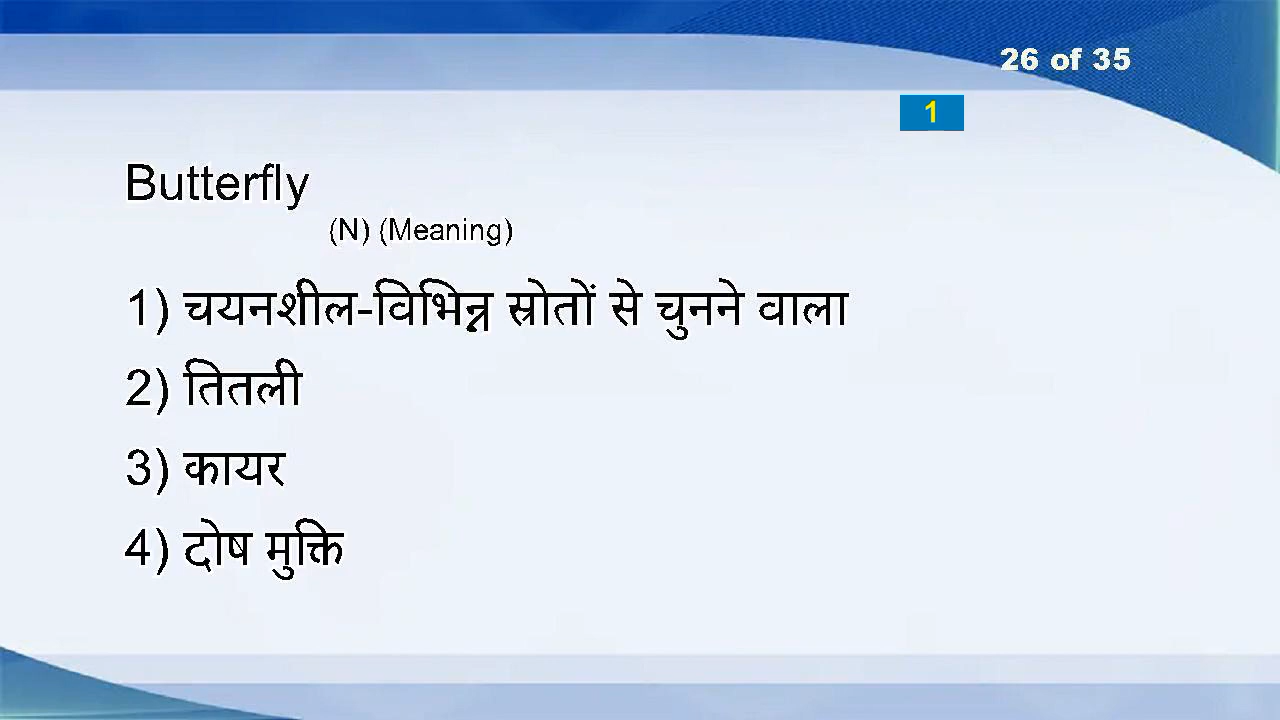 26 of 35
1
Butterfly
(N) (Meaning)
1) चयनशील-विभिन्न स्रोतों से चुनने वाला
2) तितली
3) कायर
4) दोष मुक्ति